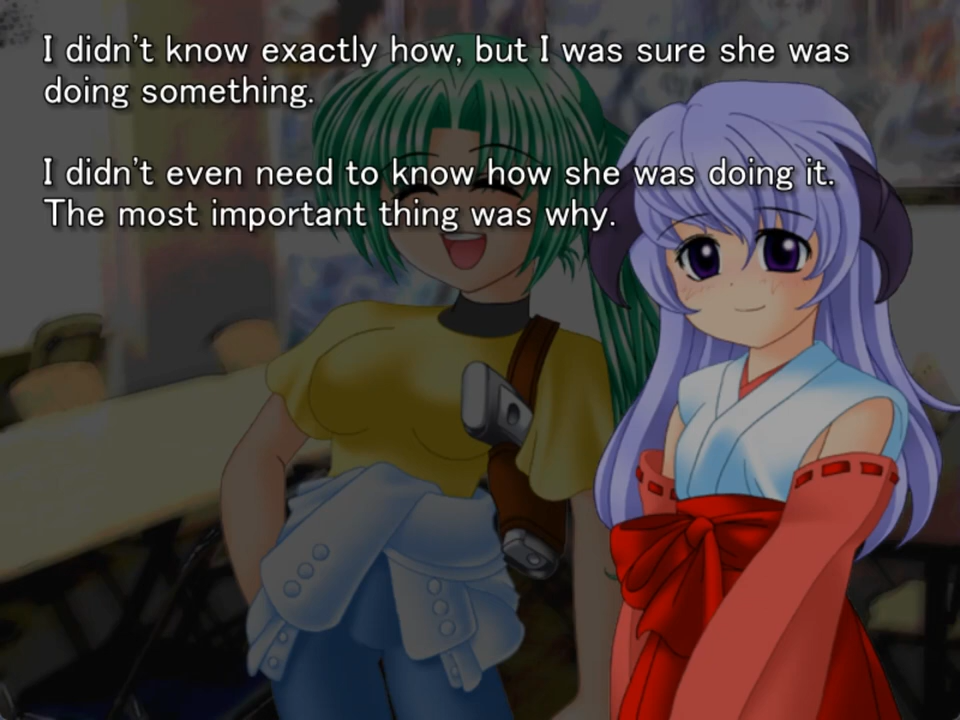 I didn't know exactly how, but I was sure she was
doing something.
I didn't even need to know how she was doing it.
The most important thing was why.